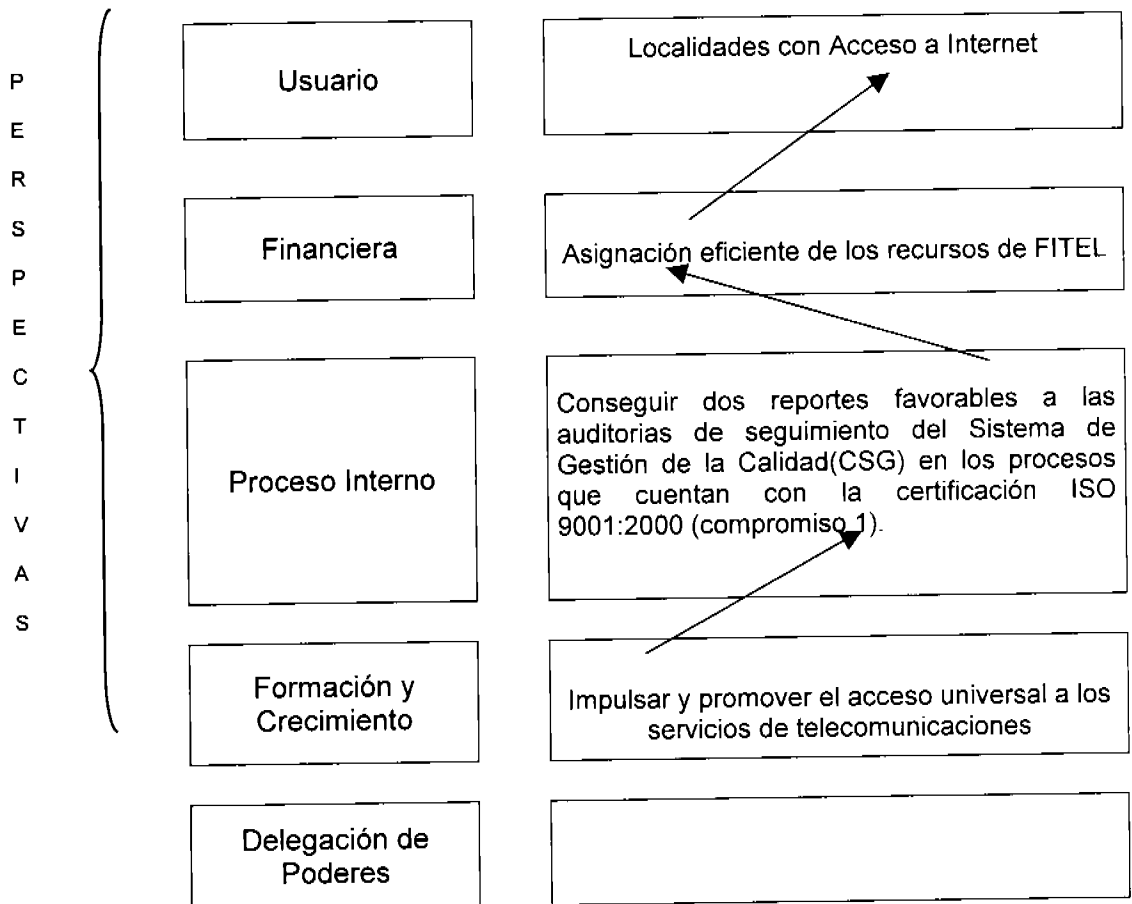 PERSPECTIVAS
Usuario
Localidades con Acceso a Internet
Financiera
Asignación eficiente de los recursos de FITEL
Proceso Interno
Conseguir dos reportes favorables a las
auditorias de seguimiento del Sistema de
Gestión de la Calidad(CSG) en los procesos
que cuentan con la certificación ISO
9001:2000 (compromiso 1).
Formación y
Crecimiento
Impulsar y promover el acceso universal a los
servicios de telecomunicaciones
Delegación de
Poderes